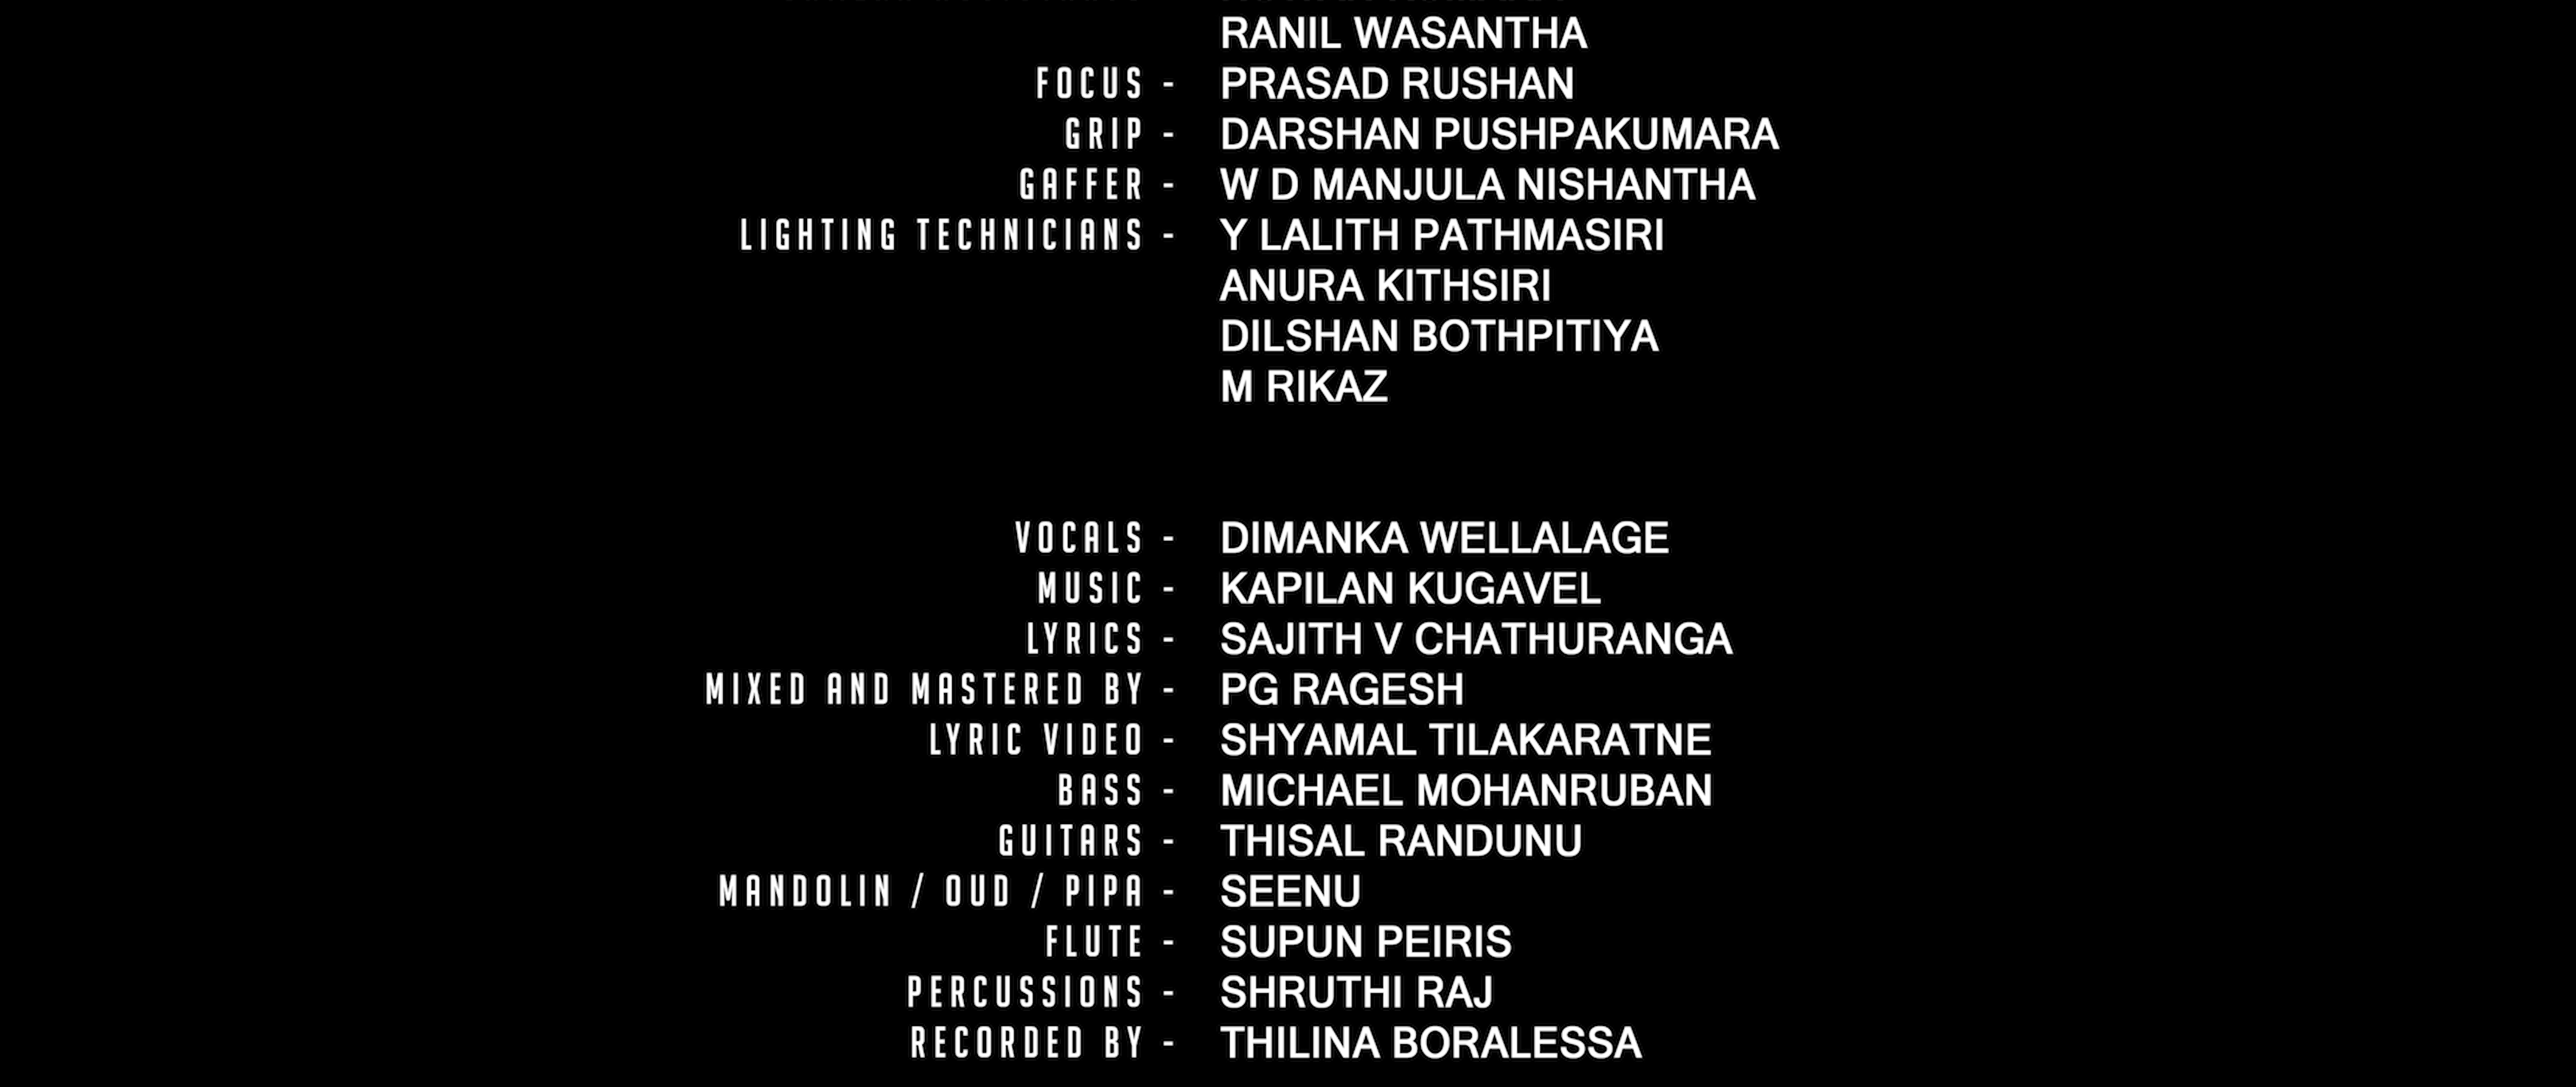 RANIL WASANTHA
FOCUS - PRASAD RUSHAN
GRIP - DARSHAN PUSHPAKUMARA
GAFFER - W D MANJULA NISHANTHA
LIGHTING TECHNICIANS - Y LALITH PATHMASIRI
ANURA KITHSIRI
DILSHAN BOTHPITIYA
M RIKAZ
VOCALS - DIMANKA WELLALAGE
MUSIC - KAPILAN KUGAVEL
LYRICS - SAJITH V CHATHURANGA
MIXED AND MASTERED BY - PG RAGESH
LYRIC VIDEO - SHYAMAL TILAKARATNE
BASS - MICHAEL MOHANRUBAN
GUITARS - THISAL RANDUNU
MANDOLIN / OUD / PIPA - SEENU
FLUTE - SUPUN PEIRIS
PERCUSSIONS - SHRUTHI RAJ
RECORDED BY - THILINA BORALESSA